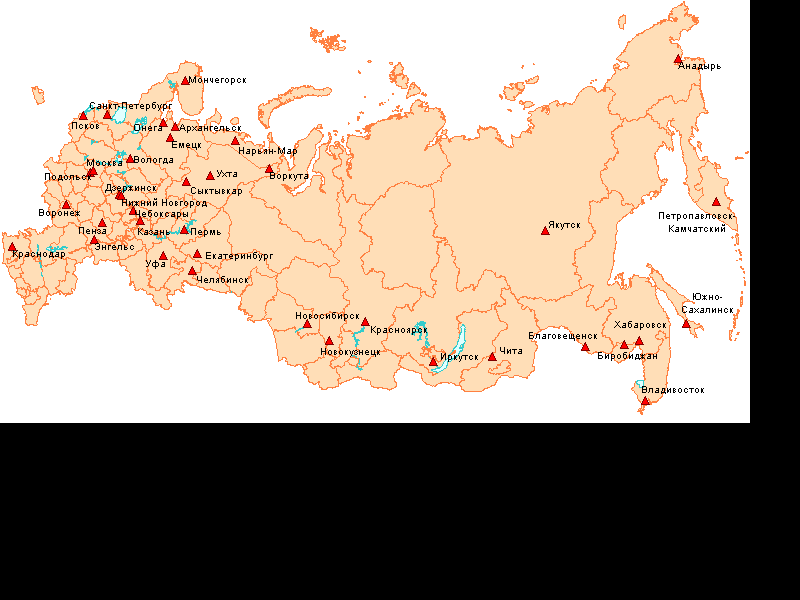 Анадырь
Мончегорск
Санкт-Петербург
Псков
Онега
Архангельск
Емецк
Нарьян-Мар
Москва
Вологда
Воркута
Подольск
Ухта
Дзержинск
Сыктывкар
Нижний Новгород
Воронеж
Чебоксары
Петропавловск-
Камчатский
Якутск
Пенза
Казань
Пермь
Энгельс
Краснодар
Екатеринбург
Уфа
Челябинск
Южно-
Сахалинск
Новосибирск
Красноярск
Хабаровск
Благовещенск
Новокузнецк
Чита
Иркутск
Биробиджан
Владивосток